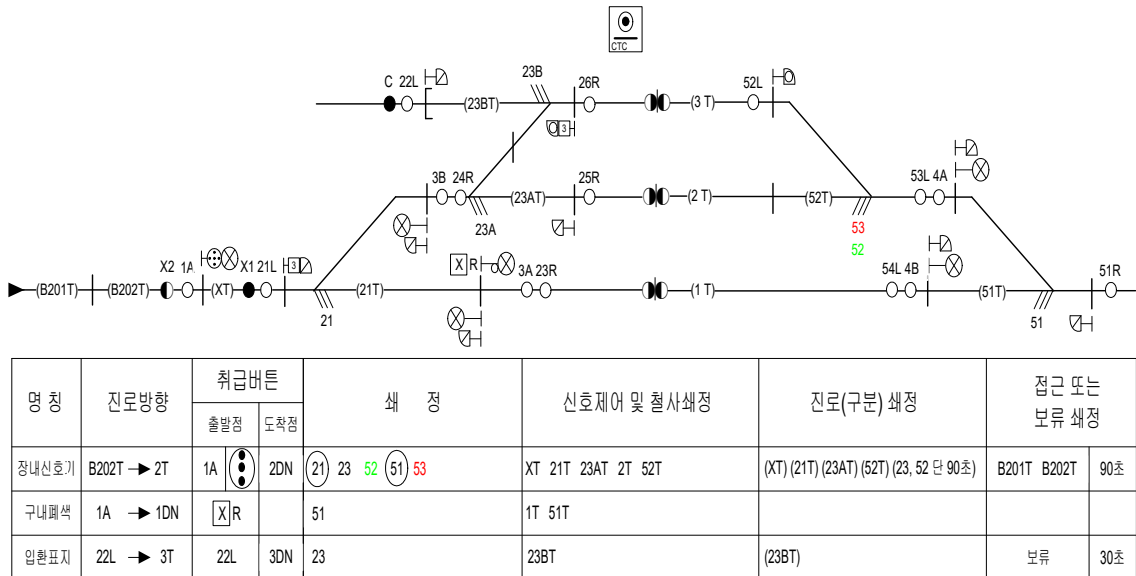 CTC
C 22L 23B 26R 52L
(23BT) (3 T)
3
3B 24R 25R 53L 4A
(23AT) (2 T) (52T)
23A 53
52
X2 1A X1 21L 3 X R 3A 23R 54L 4B 51R
(B201T) (B202T) (XT) (21T) (1 T) (51T)
21 51
명 칭 진로방향 취급버튼 쇄 정 신호제어 및 철사쇄정 진로(구분) 쇄정 접근 또는
보류 쇄정
출발점 도착점
장내신호기 B202T → 2T 1A 2DN 21 23 52 51 53 XT 21T 23AT 2T 52T (XT) (21T) (23AT) (52T) (23, 52 단 90초) B201T B202T 90초
구내폐색 1A → 1DN X R 51 1T 51T
입환표지 22L → 3T 22L 3DN 23 23BT (23BT) 보류 30초